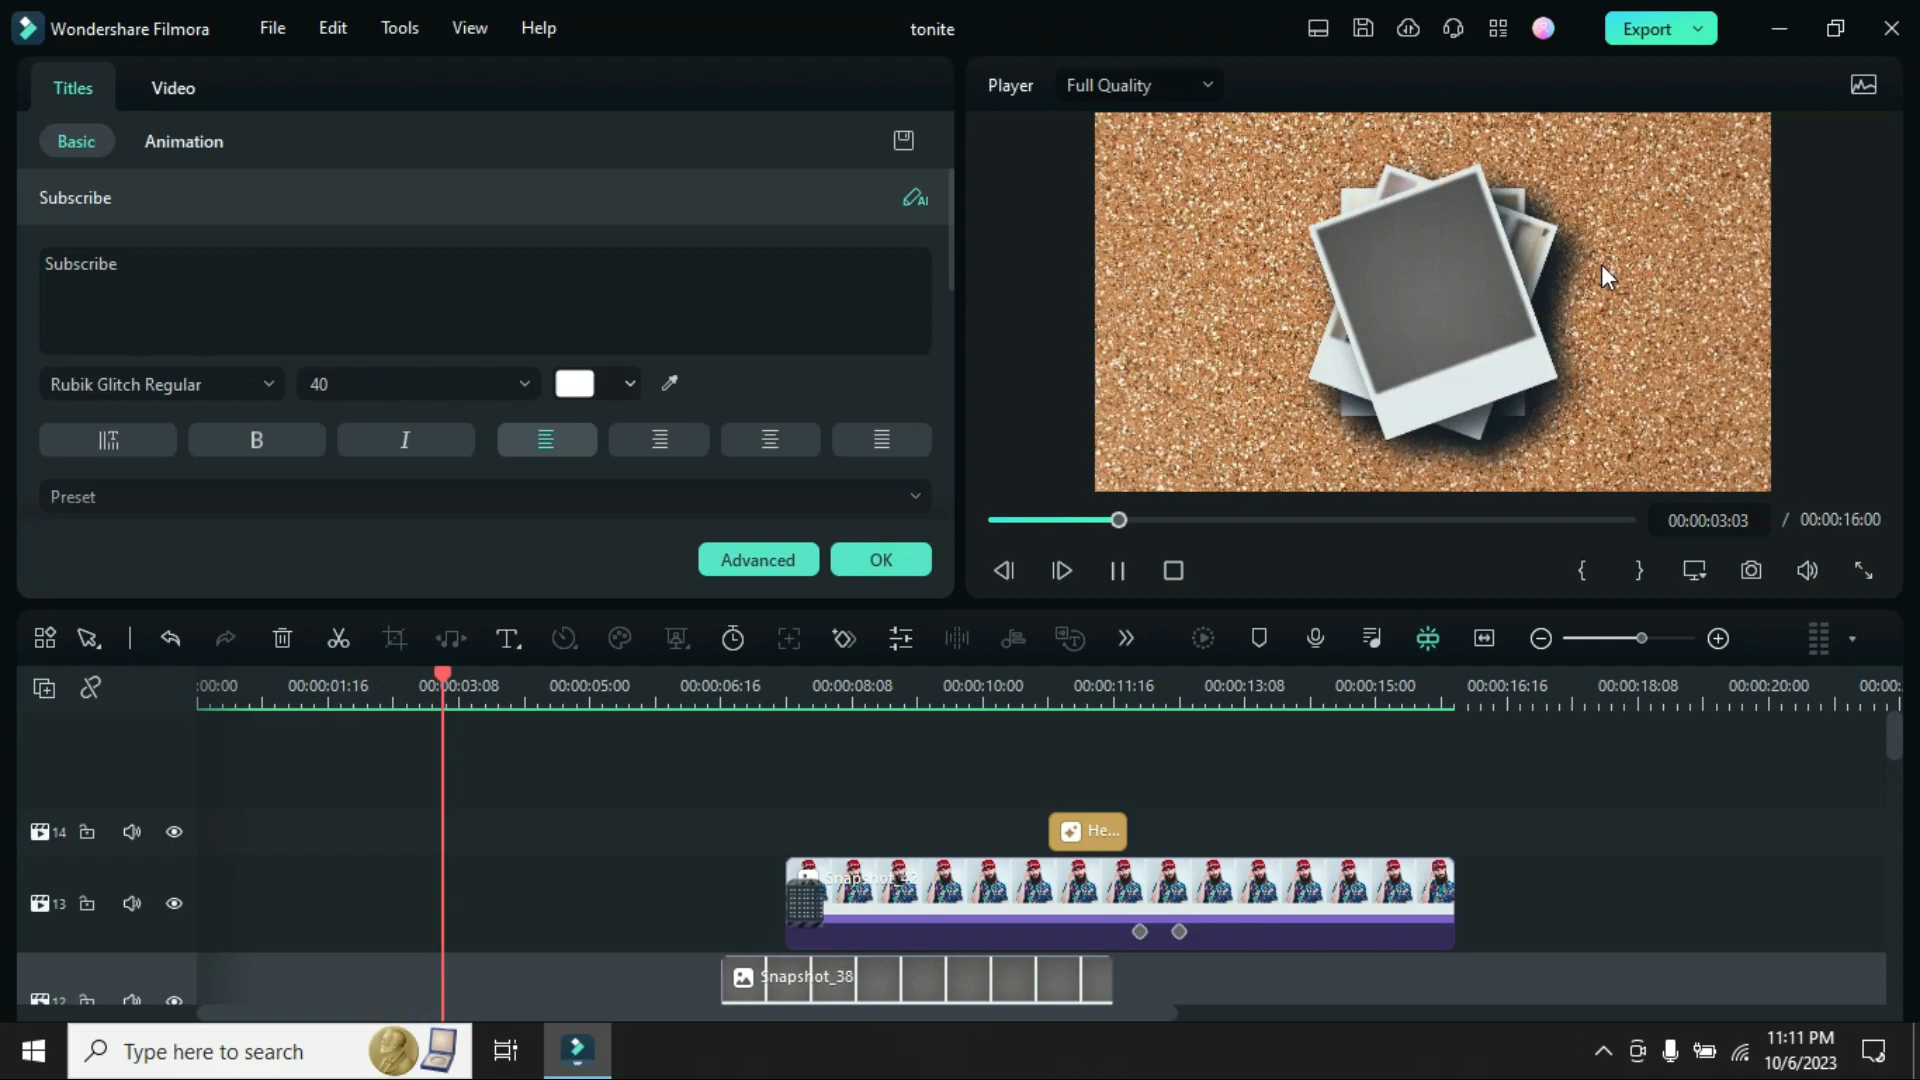 Wondershare Filmora File Edit Tools View Help tonite Export
Titles Video
Basic Animation
Subscribe AI
Subscribe
Rubik Glitch Regular 40
B I
Preset
Advanced OK
Player Full Quality
00:00:03:03 / 00:00:16:00
:00:00 00:00:01:16 00:00:03:08 00:00:05:00 00:00:06:16 00:00:08:08 00:00:10:00 00:00:11:16 00:00:13:08 00:00:15:00 00:00:16:16 00:00:18:08 00:00:20:00 00:00:
14 He...
13 Snapshot_42
12 Snapshot_38
Type here to search
11:11 PM
10/6/2023